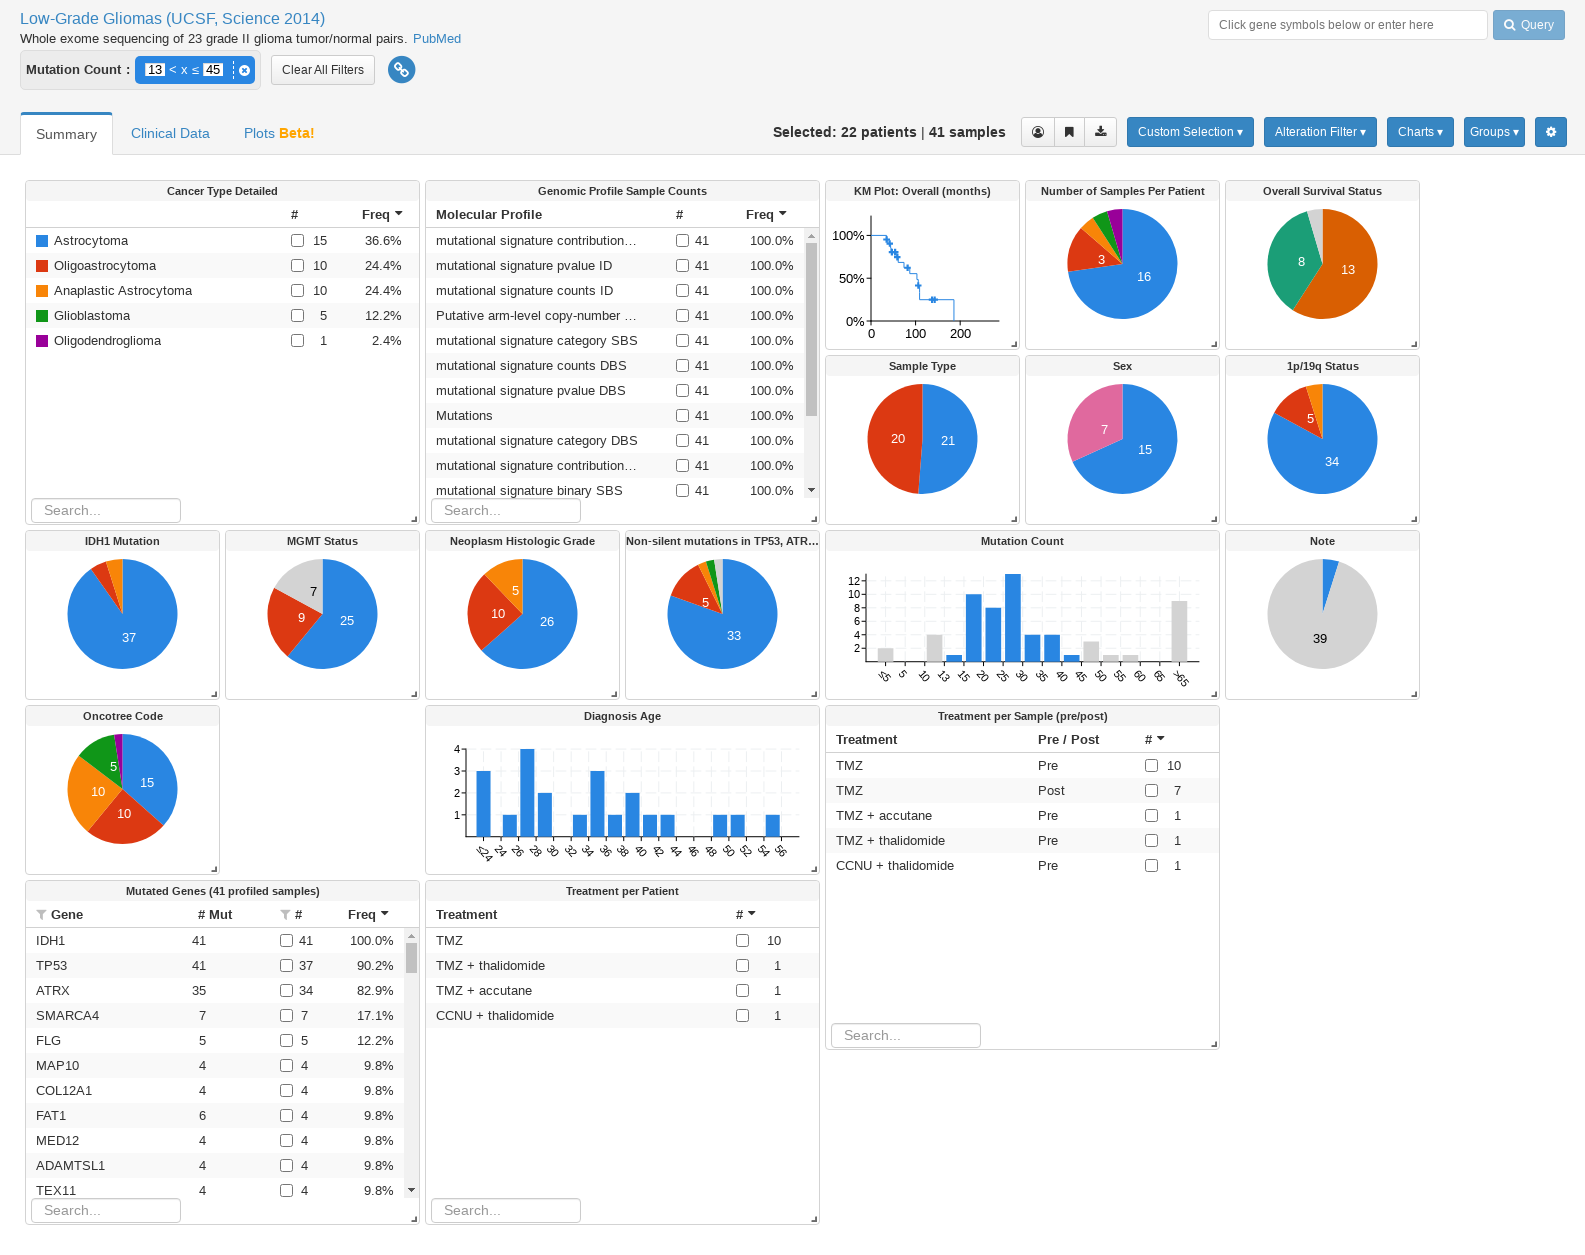 Low-Grade Gliomas (UCSF, Science 2014)
Whole exome sequencing of 23 grade II glioma tumor/normal pairs. PubMed
Click gene symbols below or enter here
Query
Mutation Count : 13 < x ≤ 45
Clear All Filters
Summary
Clinical Data
Plots Beta!
Selected: 22 patients | 41 samples
Custom Selection ▾
Alteration Filter ▾
Charts ▾
Groups ▾
Cancer Type Detailed
# Freq
Astrocytoma 15 36.6%
Oligoastrocytoma 10 24.4%
Anaplastic Astrocytoma 10 24.4%
Glioblastoma 5 12.2%
Oligodendroglioma 1 2.4%
Search...
Genomic Profile Sample Counts
Molecular Profile # Freq
mutational signature contribution… 41 100.0%
mutational signature pvalue ID 41 100.0%
mutational signature counts ID 41 100.0%
Putative arm-level copy-number … 41 100.0%
mutational signature category SBS 41 100.0%
mutational signature counts DBS 41 100.0%
mutational signature pvalue DBS 41 100.0%
Mutations 41 100.0%
mutational signature category DBS 41 100.0%
mutational signature contribution… 41 100.0%
mutational signature binary SBS 41 100.0%
Search...
KM Plot: Overall (months)
100%
50%
0%
0 100 200
Number of Samples Per Patient
3
16
Overall Survival Status
8
13
Sample Type
20
21
Sex
7
15
1p/19q Status
5
34
IDH1 Mutation
37
MGMT Status
7
9
25
Neoplasm Histologic Grade
5
10
26
Non-silent mutations in TP53, ATR…
5
33
Mutation Count
12
10
8
6
4
2
≤5 5 10 13 15 20 25 30 35 40 45 50 55 60 65 >65
Note
39
Oncotree Code
5
15
10
10
Diagnosis Age
4
3
2
1
≤24 24 26 28 30 32 34 36 38 40 42 44 46 48 50 52 54 56
Treatment per Sample (pre/post)
Treatment Pre / Post #
TMZ Pre 10
TMZ Post 7
TMZ + accutane Pre 1
TMZ + thalidomide Pre 1
CCNU + thalidomide Pre 1
Search...
Mutated Genes (41 profiled samples)
Gene # Mut # Freq
IDH1 41 41 100.0%
TP53 41 37 90.2%
ATRX 35 34 82.9%
SMARCA4 7 7 17.1%
FLG 5 5 12.2%
MAP10 4 4 9.8%
COL12A1 4 4 9.8%
FAT1 6 4 9.8%
MED12 4 4 9.8%
ADAMTSL1 4 4 9.8%
TEX11 4 4 9.8%
Search...
Treatment per Patient
Treatment #
TMZ 10
TMZ + thalidomide 1
TMZ + accutane 1
CCNU + thalidomide 1
Search...